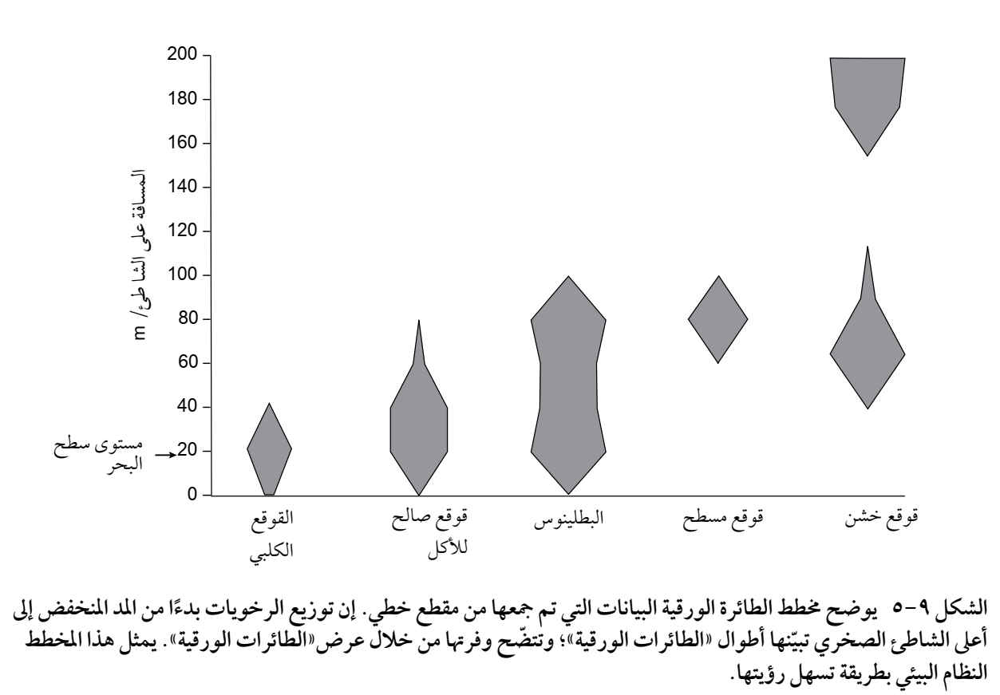 200
180
160
140
120
100
80
60
40
20
0
المسافة على الشاطئ/ m
مستوى سطح
البحر
القوقع
الكلبي
قوقع صالح
للأكل
البطلينوس
قوقع مسطح
قوقع خشن
الشكل ٩-٥ يوضح مخطط الطائرة الورقية البيانات التي تم جمعها من مقطع خطي. إن توزيع الرخويات بدءًا من المد المنخفض إلى
أعلى الشاطئ الصخري تبيّنها أطوال «الطائرات الورقية»؛ وتتضّح وفرتها من خلال عرض«الطائرات الورقية». يمثل هذا المخطط
النظام البيئي بطريقة تسهل رؤيتها.